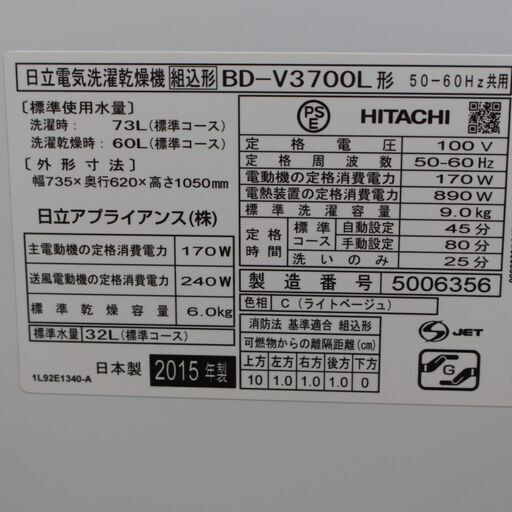 日立電気洗濯乾燥機 組込形 BD-V3700L形 50-60Hz共用
〔標準使用水量〕
洗濯時： 73L(標準コース)
洗濯乾燥時： 60L(標準コース)
〔外形寸法〕
幅735×奥行620×高さ1050mm
日立アプライアンス(株)
主電動機の定格消費電力 170W
送風電動機の定格消費電力 240W
標準乾燥容量 6.0kg
標準水量 32L(標準コース)
日本製 2015年製
1L92E1340-A
PSE HITACHI
定格電圧 100V
定格周波数 50-60Hz
電動機の定格消費電力 170W
電熱装置の定格消費電力 890W
標準洗濯容量 9.0kg
定格時間 標準コース 自動設定 45分
手動設定 80分
洗いのみ 25分
製造番号 5006356
色相 C(ライトベージュ)
消防法 基準適合 組込形
可燃物からの離隔距離(cm)
上方 左方 右方 後方 下方
10 1.0 1.0 1.0 0
S JET